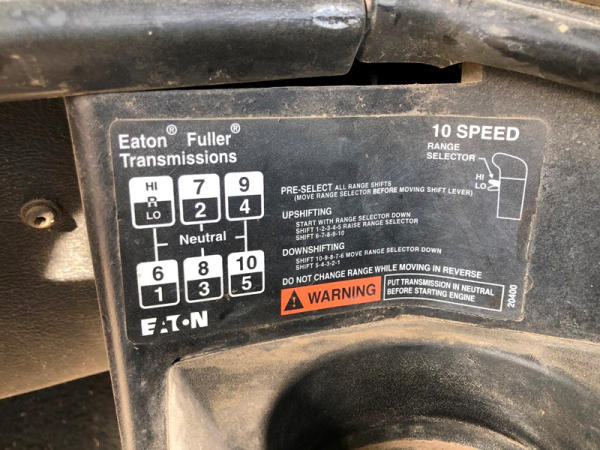 Eaton® Fuller®
Transmissions
10 SPEED
RANGE
SELECTOR
HI
LO
HI
R
LO
7
2
9
4
Neutral
6
1
8
3
10
5
PRE-SELECT ALL RANGE SHIFTS
(MOVE RANGE SELECTOR BEFORE MOVING SHIFT LEVER)
UPSHIFTING
START WITH RANGE SELECTOR DOWN
SHIFT 1-2-3-4-5 RAISE RANGE SELECTOR
SHIFT 6-7-8-9-10
DOWNSHIFTING
SHIFT 10-9-8-7-6 MOVE RANGE SELECTOR DOWN
SHIFT 5-4-3-2-1
DO NOT CHANGE RANGE WHILE MOVING IN REVERSE
WARNING
PUT TRANSMISSION IN NEUTRAL
BEFORE STARTING ENGINE
20400
EATON